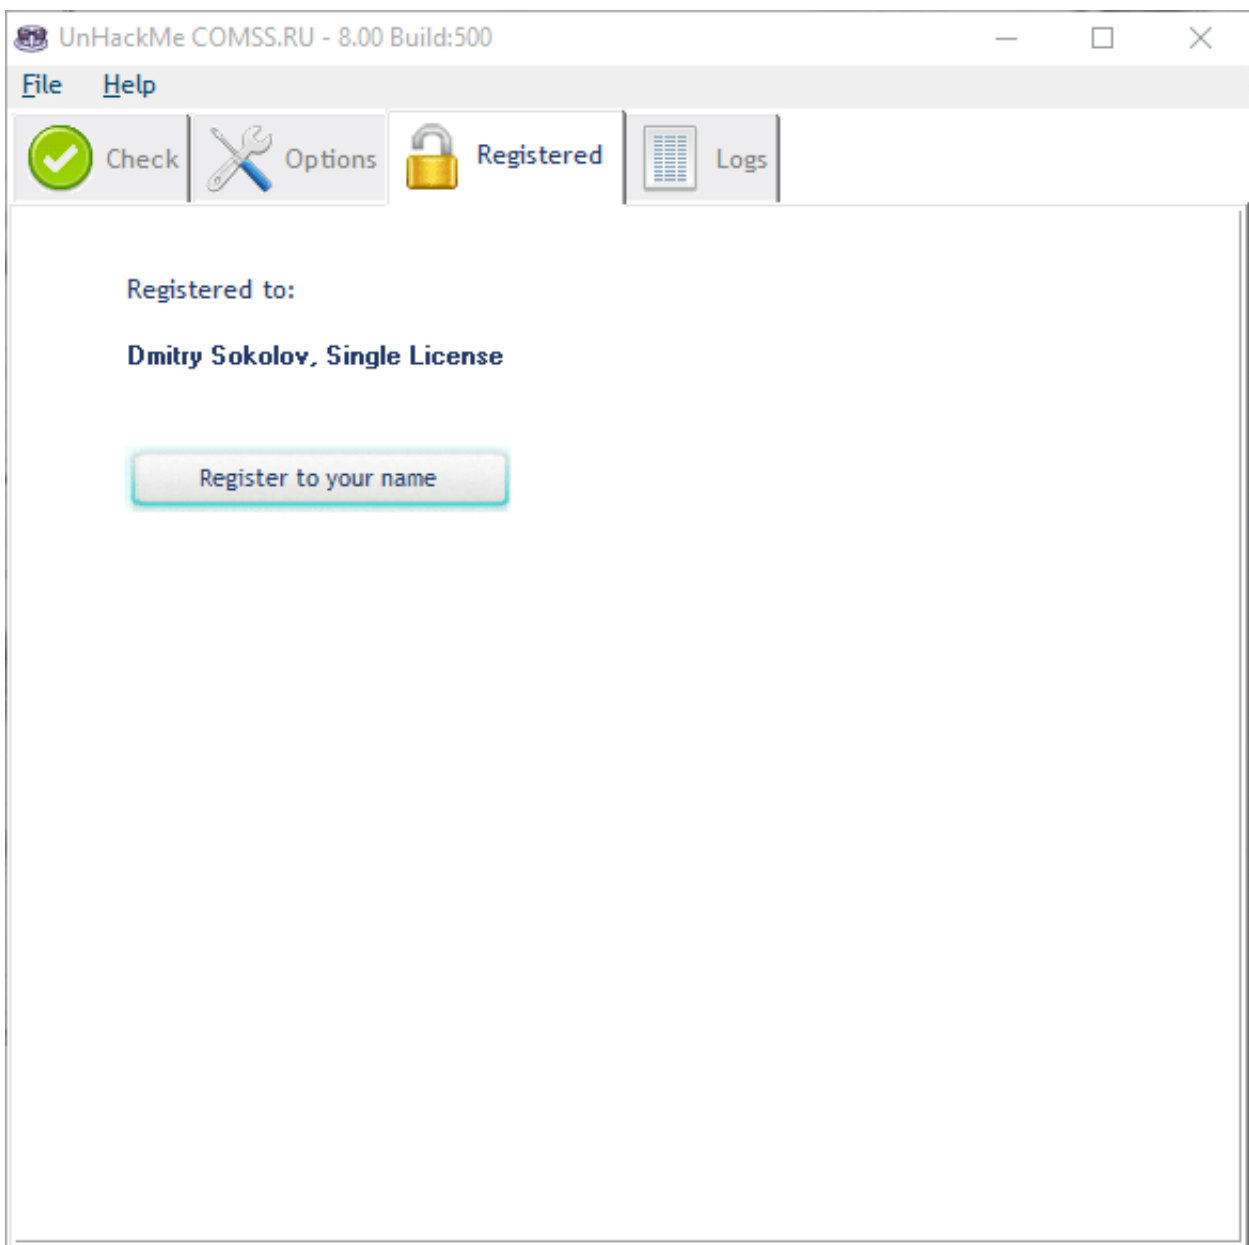 UnHackMe COMSS.RU - 8.00 Build:500
File Help
Check Options Registered Logs
Registered to:
Dmitry Sokolov, Single License
Register to your name